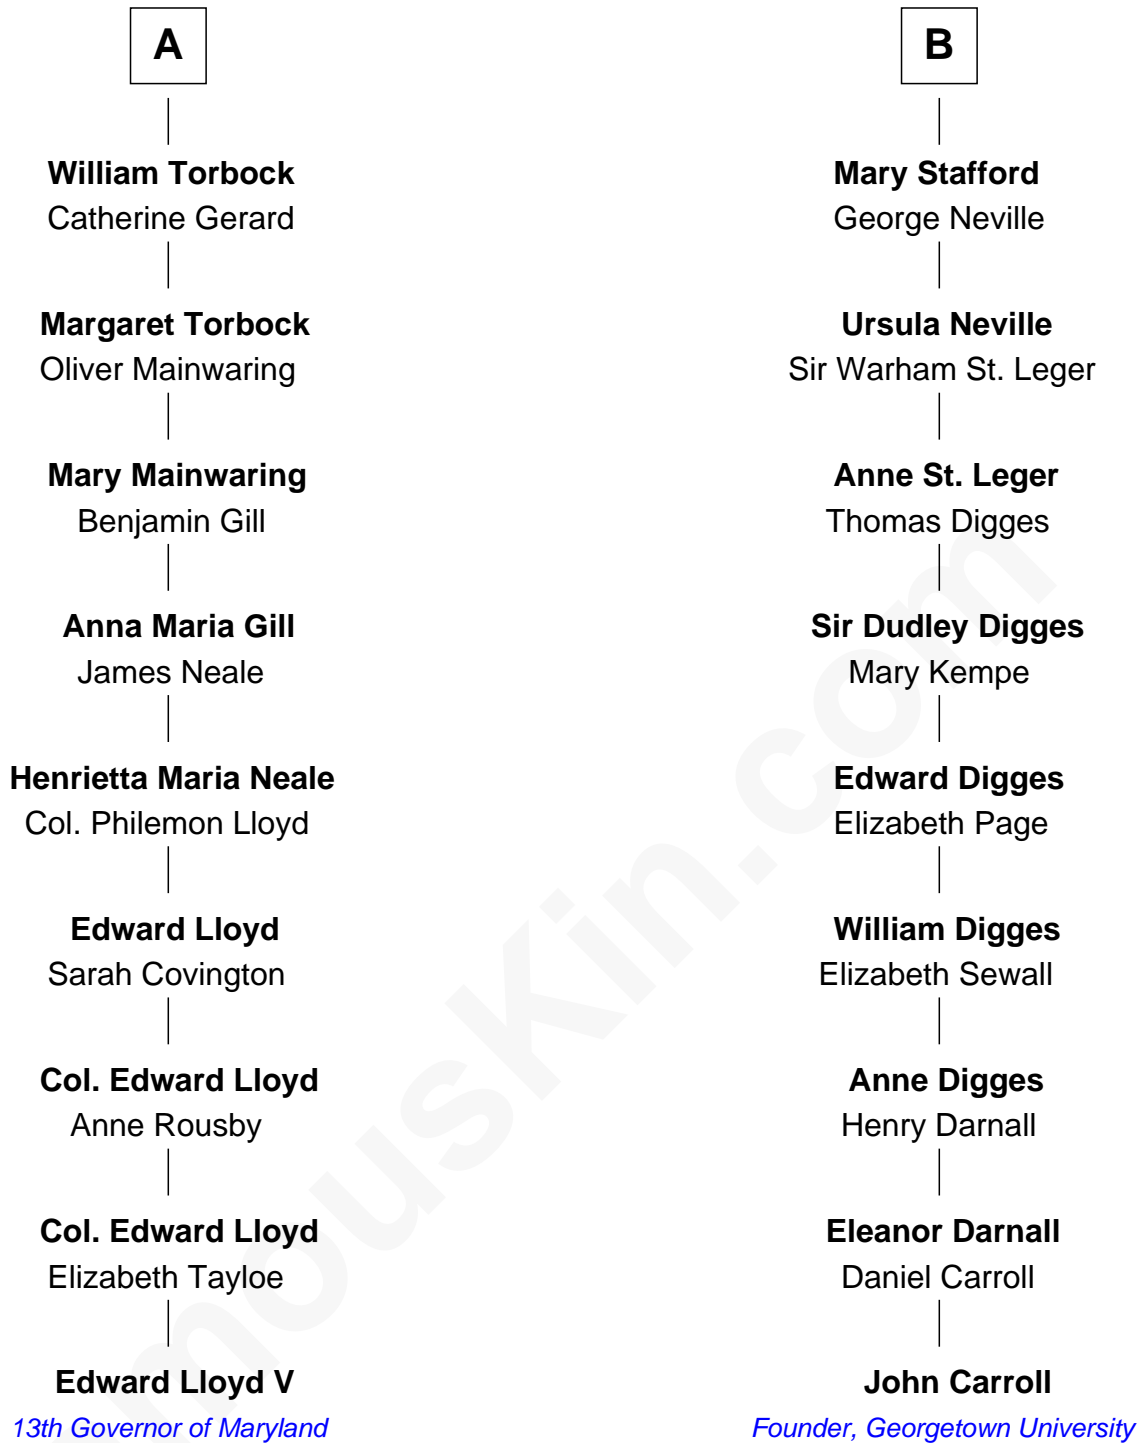 A
William Torbock
Catherine Gerard
Margaret Torbock
Oliver Mainwaring
Mary Mainwaring
Benjamin Gill
Anna Maria Gill
James Neale
Henrietta Maria Neale
Col. Philemon Lloyd
Edward Lloyd
Sarah Covington
Col. Edward Lloyd
Anne Rousby
Col. Edward Lloyd
Elizabeth Tayloe
Edward Lloyd V
13th Governor of Maryland
B
Mary Stafford
George Neville
Ursula Neville
Sir Warham St. Leger
Anne St. Leger
Thomas Digges
Sir Dudley Digges
Mary Kempe
Edward Digges
Elizabeth Page
William Digges
Elizabeth Sewall
Anne Digges
Henry Darnall
Eleanor Darnall
Daniel Carroll
John Carroll
Founder, Georgetown University
mouskin.com